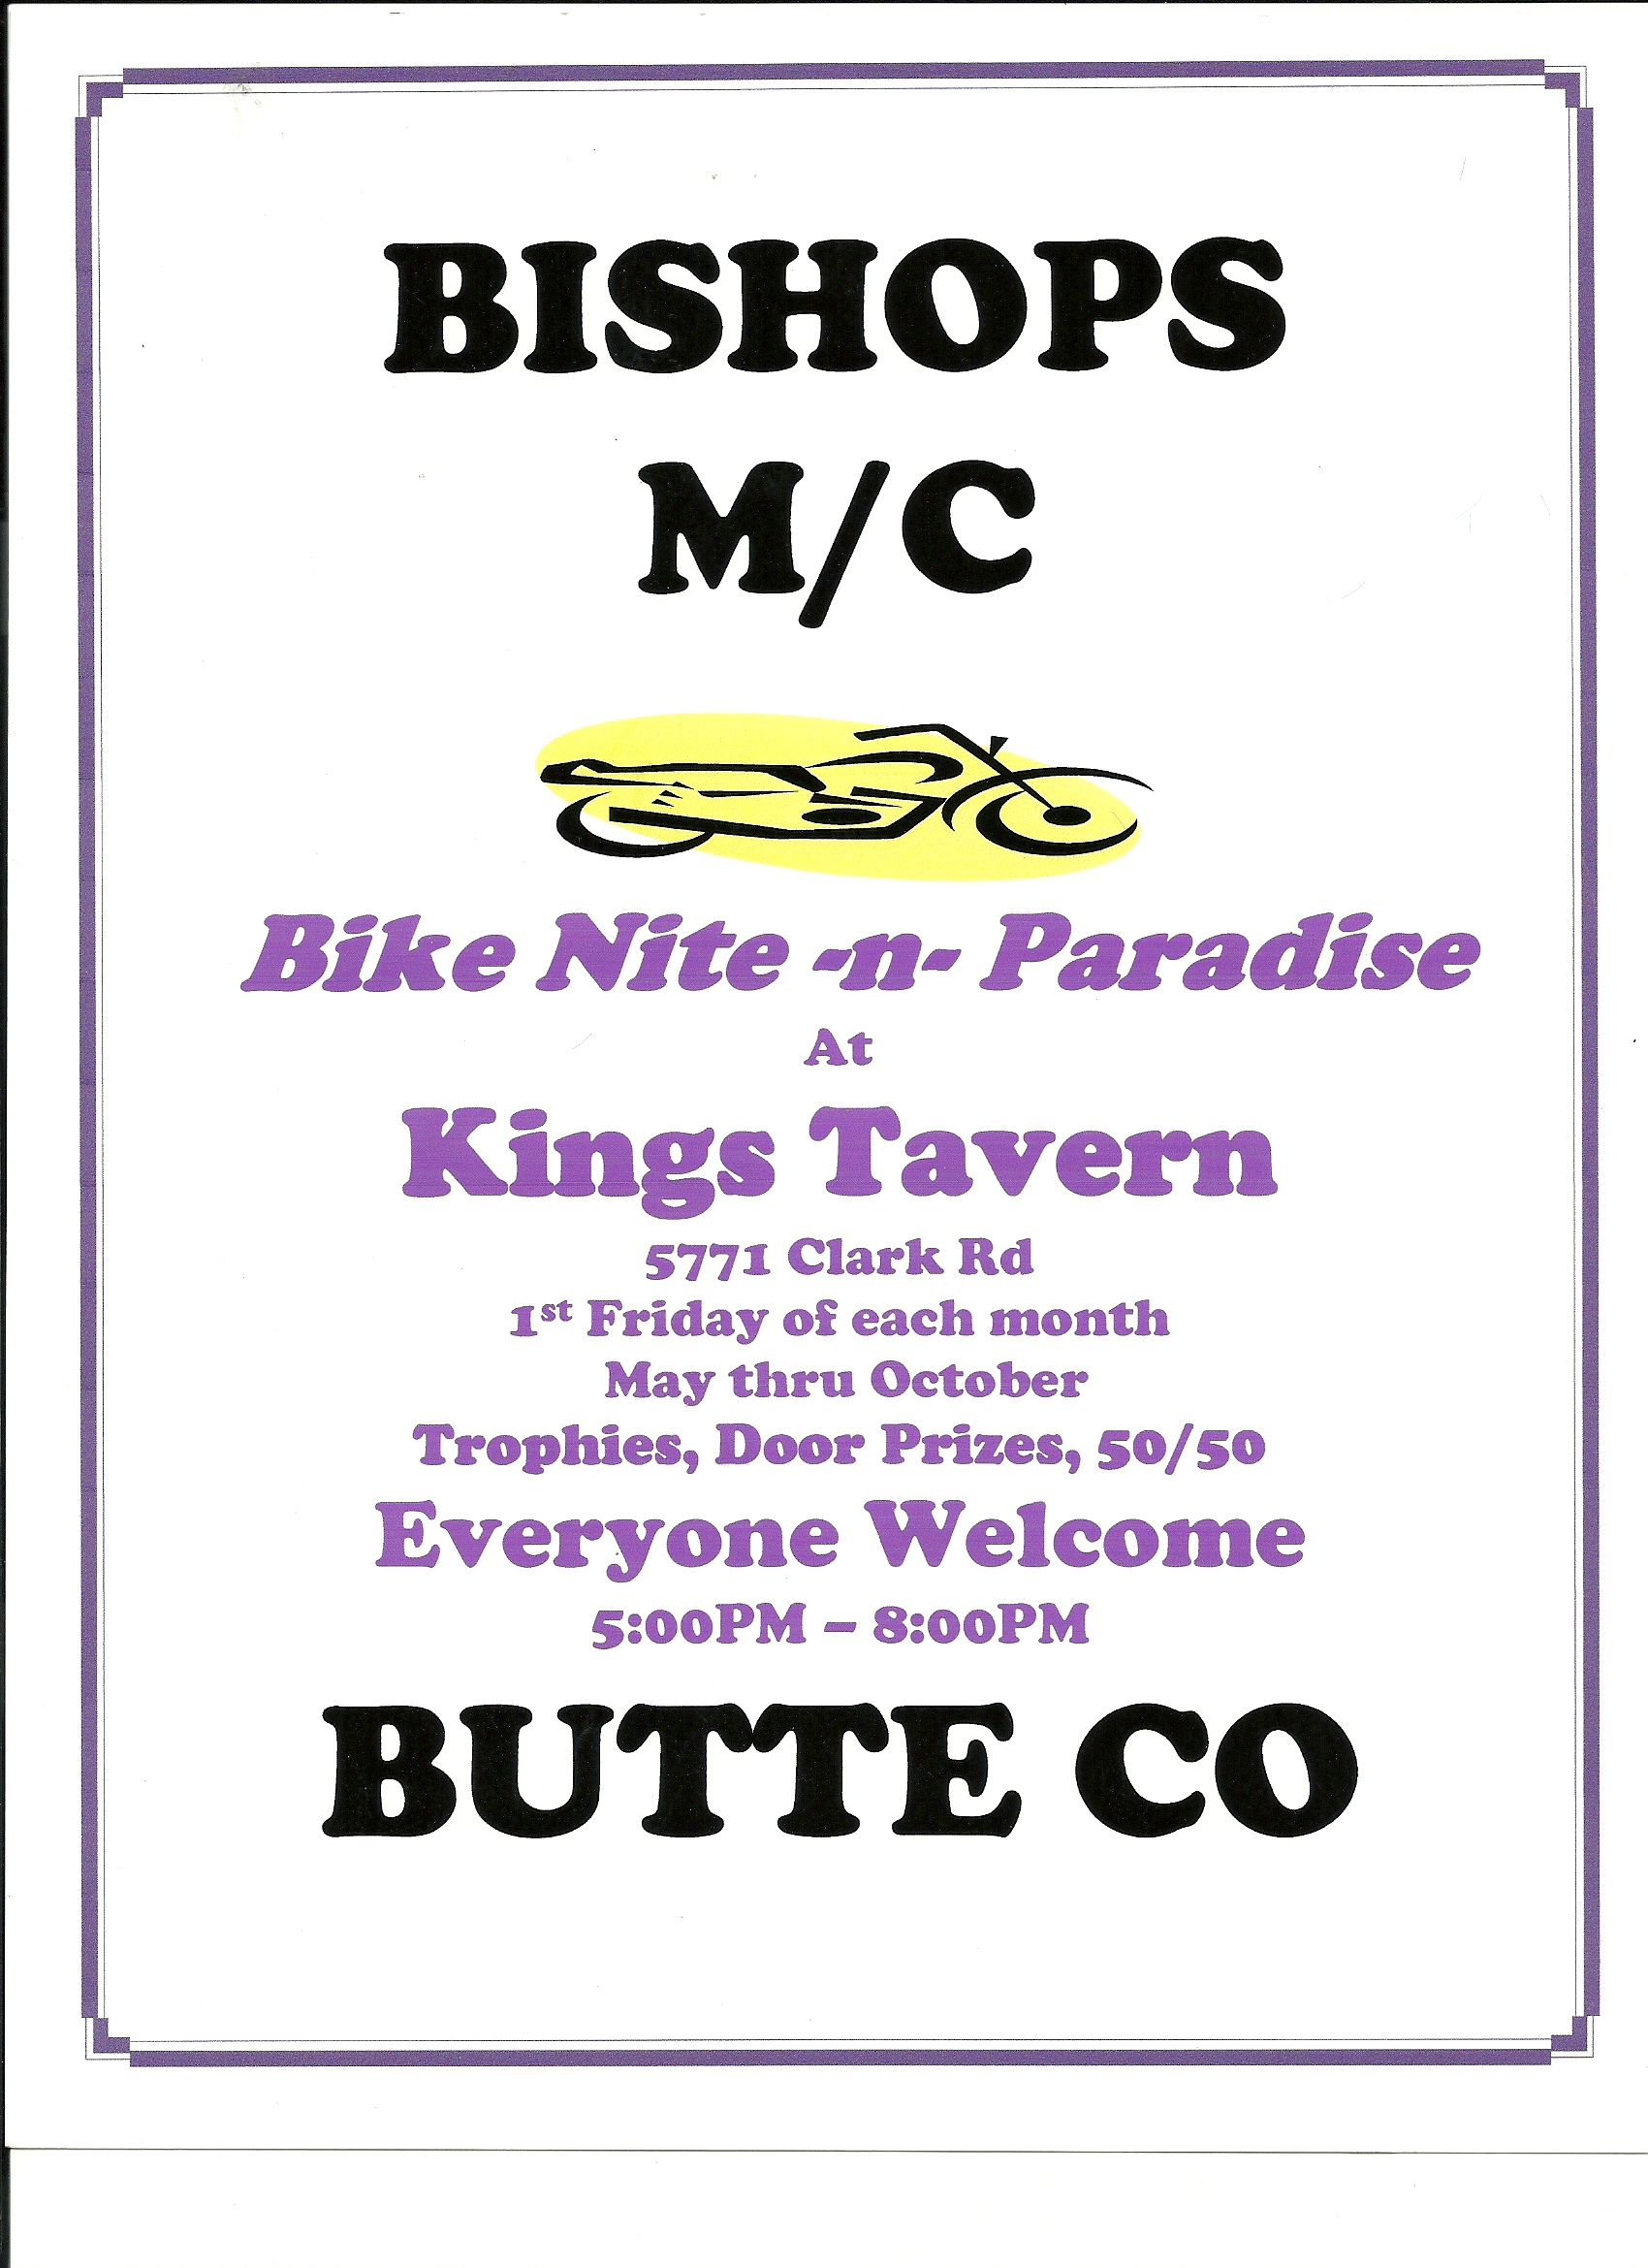 BISHOPS
M/C
Bike Nite -n- Paradise
At
Kings Tavern
5771 Clark Rd
1st Friday of each month
May thru October
Trophies, Door Prizes, 50/50
Everyone Welcome
5:00PM – 8:00PM
BUTTE CO